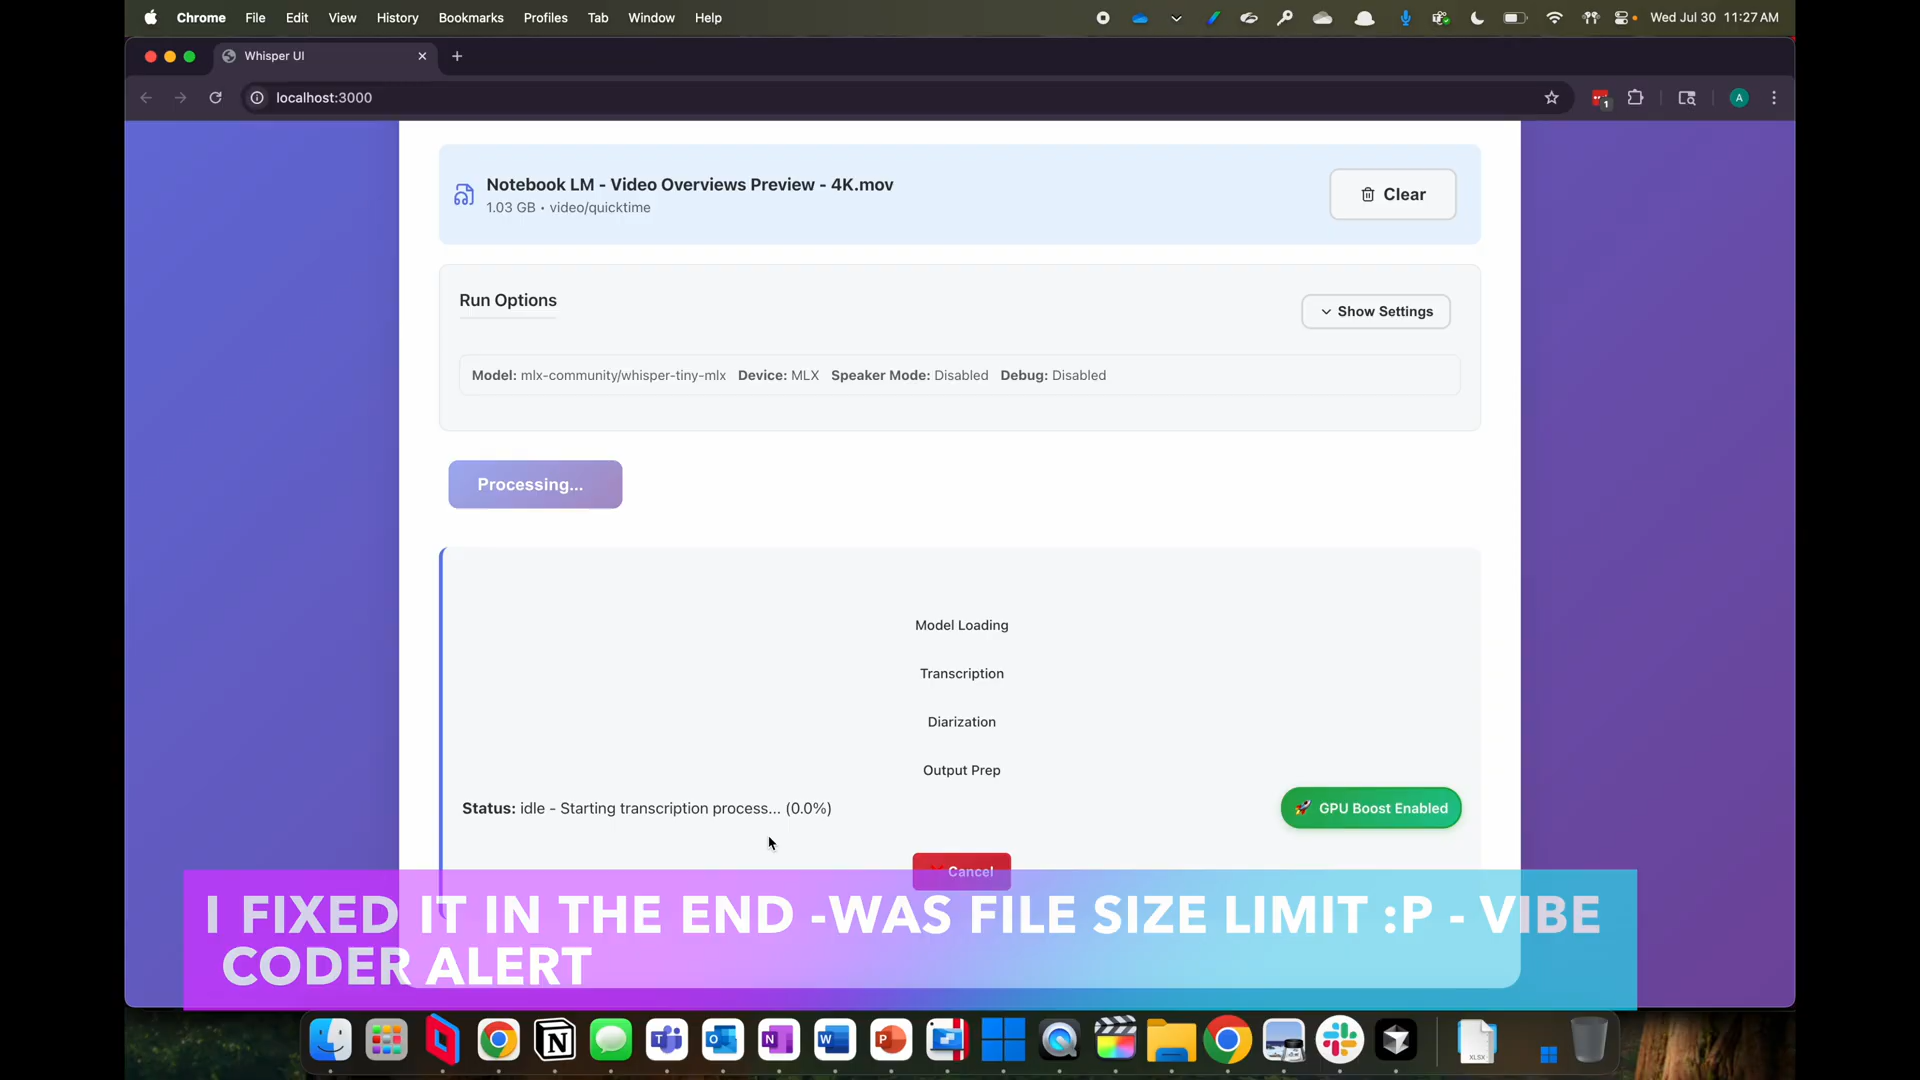 Chrome File Edit View History Bookmarks Profiles Tab Window Help Wed Jul 30 11:27 AM
Whisper UI
localhost:3000
1
A
Notebook LM - Video Overviews Preview - 4K.mov
1.03 GB • video/quicktime
Clear
Run Options
Show Settings
Model: mlx-community/whisper-tiny-mlx Device: MLX Speaker Mode: Disabled Debug: Disabled
Processing...
Model Loading
Transcription
Diarization
Output Prep
Status: idle - Starting transcription process... (0.0%)
GPU Boost Enabled
Cancel
I FIXED IT IN THE END -WAS FILE SIZE LIMIT :P - VIBE
CODER ALERT
XLSX